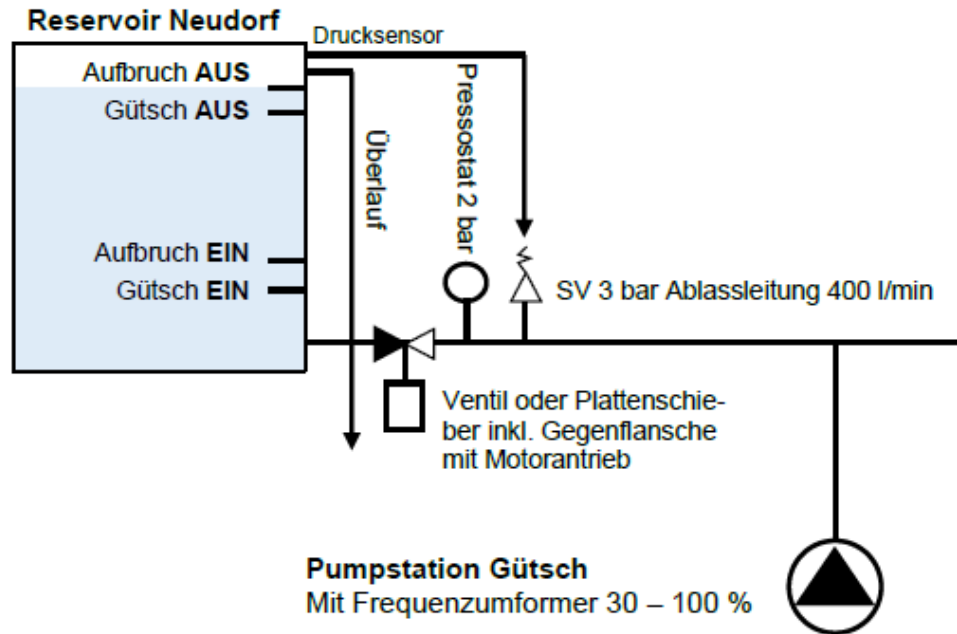 Reservoir Neudorf
Drucksensor
Aufbruch AUS
Gütsch AUS
Überlauf
Pressostat 2 bar
Aufbruch EIN
Gütsch EIN
SV 3 bar Ablassleitung 400 l/min
Ventil oder Plattenschie-
ber inkl. Gegenflansche
mit Motorantrieb
Pumpstation Gütsch
Mit Frequenzumformer 30 – 100 %